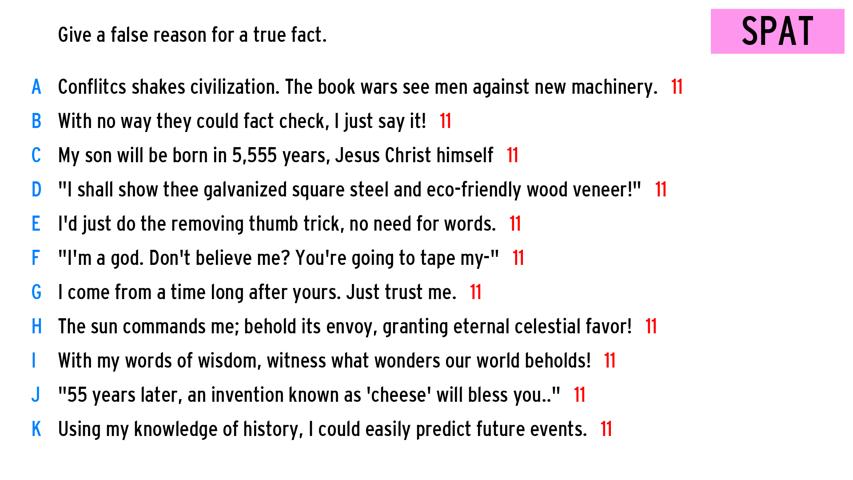 Give a false reason for a true fact.
SPAT
A Conflitcs shakes civilization. The book wars see men against new machinery. 11
B With no way they could fact check, I just say it! 11
C My son will be born in 5,555 years, Jesus Christ himself 11
D "I shall show thee galvanized square steel and eco-friendly wood veneer!" 11
E I'd just do the removing thumb trick, no need for words. 11
F "I'm a god. Don't believe me? You're going to tape my-" 11
G I come from a time long after yours. Just trust me. 11
H The sun commands me; behold its envoy, granting eternal celestial favor! 11
I With my words of wisdom, witness what wonders our world beholds! 11
J "55 years later, an invention known as 'cheese' will bless you.." 11
K Using my knowledge of history, I could easily predict future events. 11